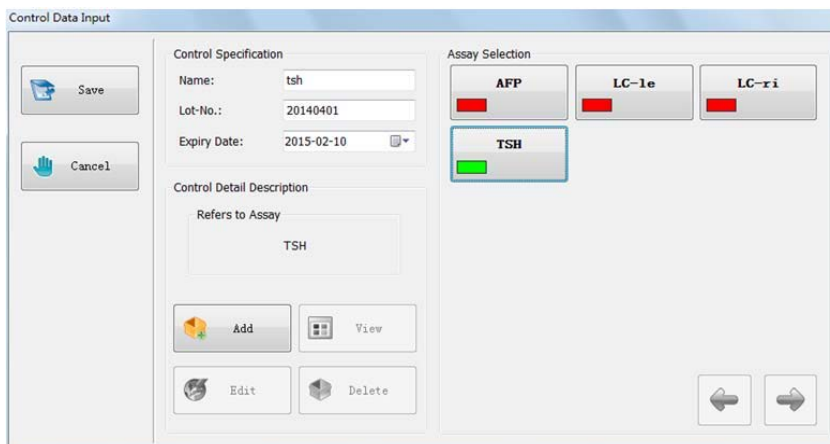 Control Data Input
Save
Cancel
Control Specification
Name: tsh
Lot-No.: 20140401
Expiry Date: 2015-02-10
Control Detail Description
Refers to Assay
TSH
Add
View
Edit
Delete
Assay Selection
AFP
LC-le
LC-ri
TSH